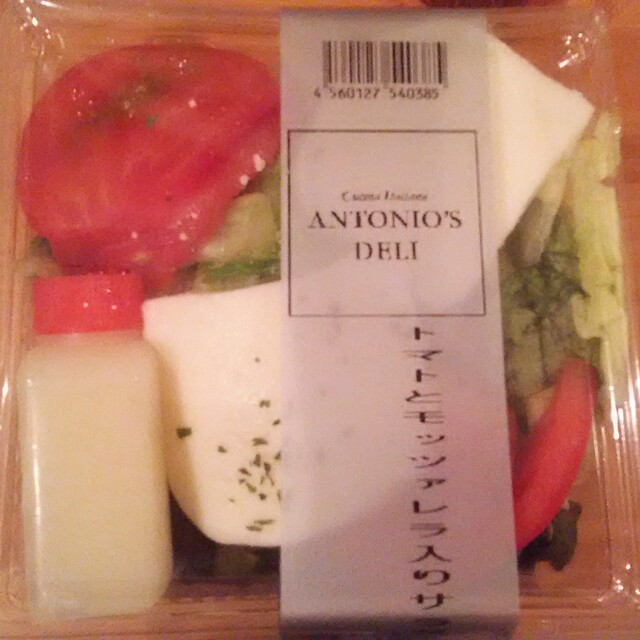 4 560127 540385
Cucina Italiana
ANTONIO'S
DELI
トマトとモッツァレラ入りサ